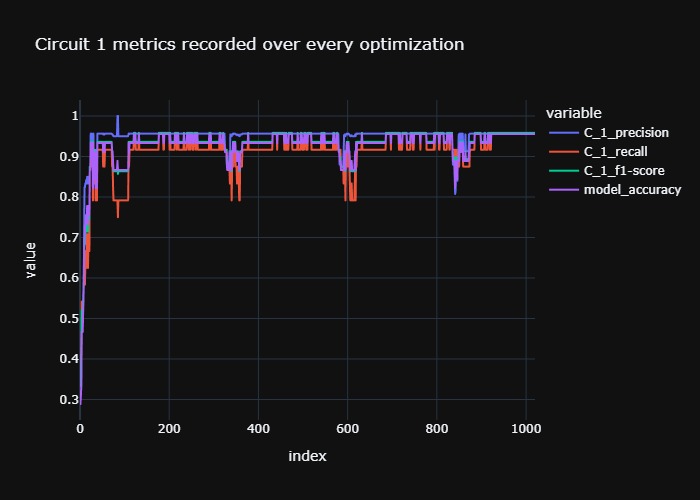 Circuit 1 metrics recorded over every optimization
variable
C_1_precision
C_1_recall
C_1_f1-score
model_accuracy
value
1
0.9
0.8
0.7
0.6
0.5
0.4
0.3
0 200 400 600 800 1000
index